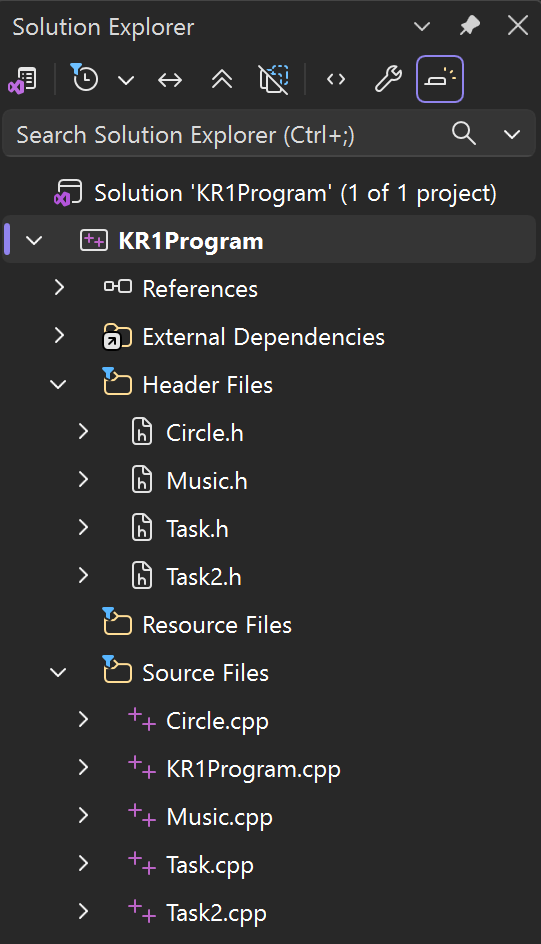 Solution Explorer
Search Solution Explorer (Ctrl+;)
Solution 'KR1Program' (1 of 1 project)
KR1Program
References
External Dependencies
Header Files
Circle.h
Music.h
Task.h
Task2.h
Resource Files
Source Files
Circle.cpp
KR1Program.cpp
Music.cpp
Task.cpp
Task2.cpp